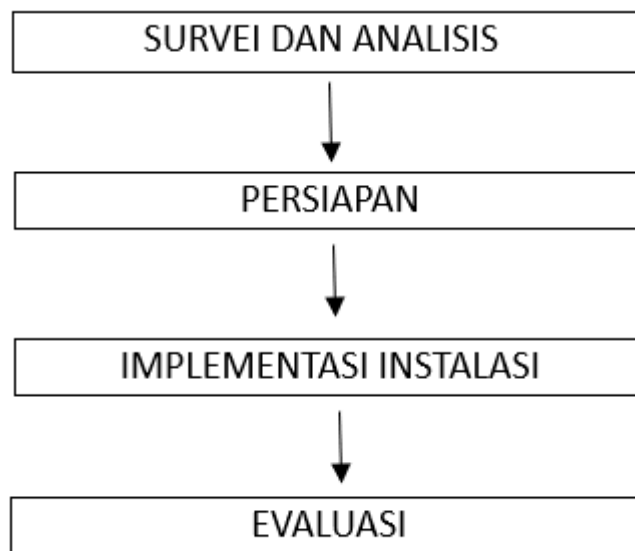 SURVEI DAN ANALISIS
PERSIAPAN
IMPLEMENTASI INSTALASI
EVALUASI